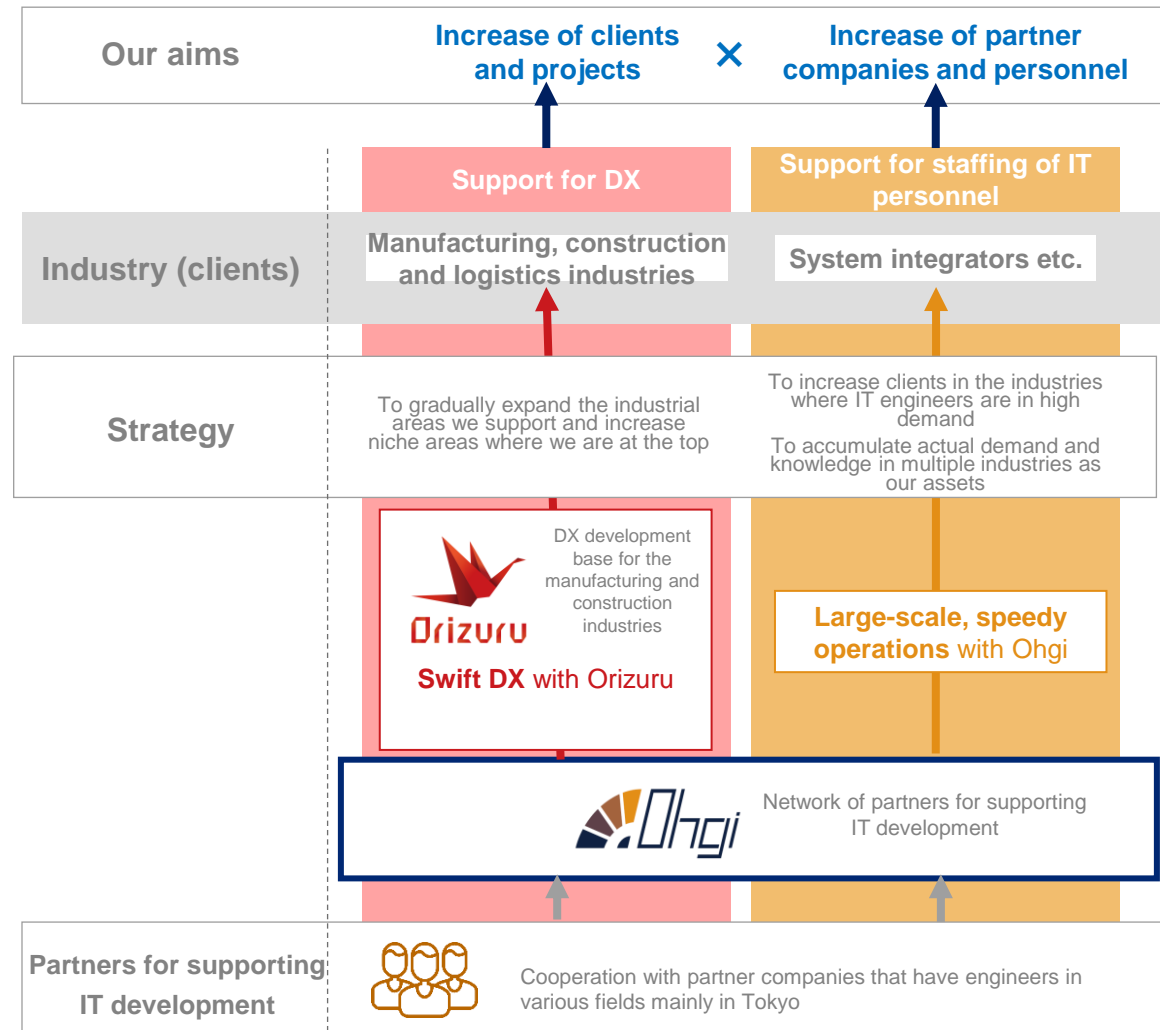 Our aims
Increase of clients
and projects
×
Increase of partner
companies and personnel
Support for DX
Support for staffing of IT
personnel
Industry (clients)
Manufacturing, construction
and logistics industries
System integrators etc.
Strategy
To gradually expand the industrial
areas we support and increase
niche areas where we are at the top
To increase clients in the industries
where IT engineers are in high
demand
To accumulate actual demand and
knowledge in multiple industries as
our assets
Orizuru
DX development
base for the
manufacturing and
construction
industries
Swift DX with Orizuru
Large-scale, speedy
operations with Ohgi
Ohgi
Network of partners for supporting
IT development
Partners for supporting
IT development
Cooperation with partner companies that have engineers in
various fields mainly in Tokyo